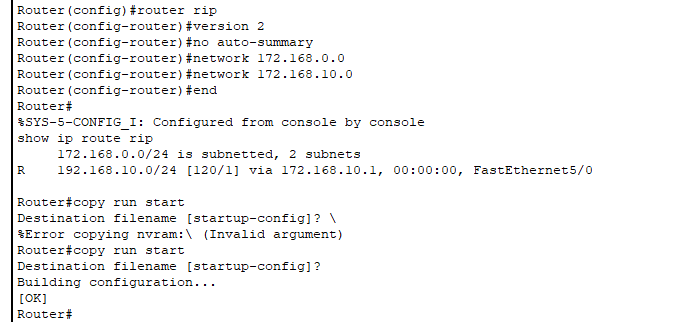 Router(config)#router rip
Router(config-router)#version 2
Router(config-router)#no auto-summary
Router(config-router)#network 172.168.0.0
Router(config-router)#network 172.168.10.0
Router(config-router)#end
Router#
%SYS-5-CONFIG_I: Configured from console by console
show ip route rip
     172.168.0.0/24 is subnetted, 2 subnets
R    192.168.10.0/24 [120/1] via 172.168.10.1, 00:00:00, FastEthernet5/0

Router#copy run start
Destination filename [startup-config]? \
%Error copying nvram:\ (Invalid argument)
Router#copy run start
Destination filename [startup-config]?
Building configuration...
[OK]
Router#